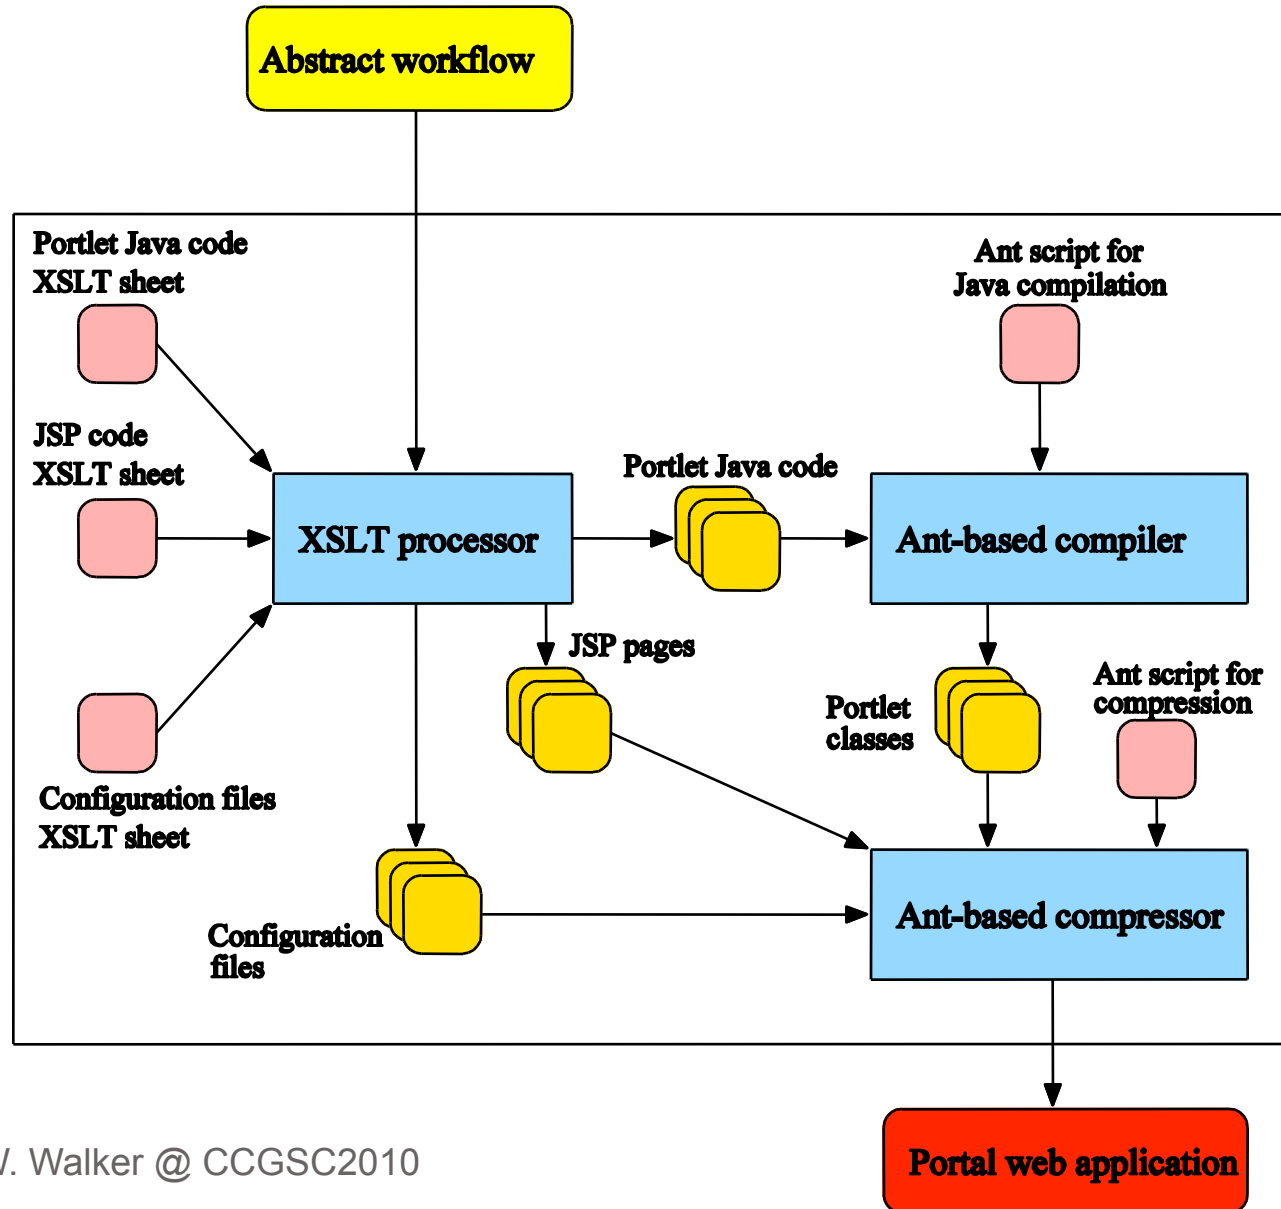 Abstract workflow
Portlet Java code
XSLT sheet
Ant script for
Java compilation
JSP code
XSLT sheet
Portlet Java code
XSLT processor
Ant-based compiler
JSP pages
Ant script for
compression
Portlet
classes
Configuration files
XSLT sheet
Configuration
files
Ant-based compressor
Portal web application
Walker @ CCGSC2010